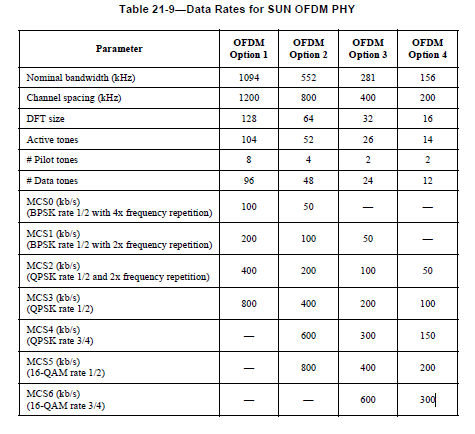 Table 21-9—Data Rates for SUN OFDM PHY
Parameter OFDM Option 1 OFDM Option 2 OFDM Option 3 OFDM Option 4
Nominal bandwidth (kHz) 1094 552 281 156
Channel spacing (kHz) 1200 800 400 200
DFT size 128 64 32 16
Active tones 104 52 26 14
# Pilot tones 8 4 2 2
# Data tones 96 48 24 12
MCS0 (kb/s)
(BPSK rate 1/2 with 4x frequency repetition) 100 50 — —
MCS1 (kb/s)
(BPSK rate 1/2 with 2x frequency repetition) 200 100 50 —
MCS2 (kb/s)
(QPSK rate 1/2 and 2x frequency repetition) 400 200 100 50
MCS3 (kb/s)
(QPSK rate 1/2) 800 400 200 100
MCS4 (kb/s)
(QPSK rate 3/4) — 600 300 150
MCS5 (kb/s)
(16-QAM rate 1/2) — 800 400 200
MCS6 (kb/s)
(16-QAM rate 3/4) — — 600 300